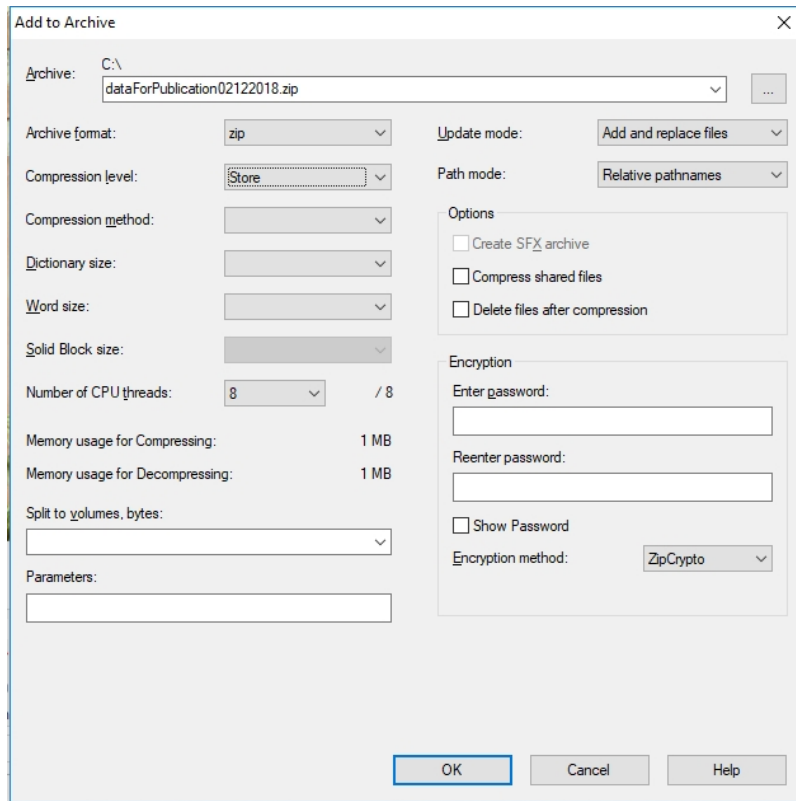 Add to Archive
Archive:
C:\
dataForPublication02122018.zip
...
Archive format:
zip
Compression level:
Store
Compression method:
Dictionary size:
Word size:
Solid Block size:
Number of CPU threads:
8
/ 8
Memory usage for Compressing:
1 MB
Memory usage for Decompressing:
1 MB
Split to volumes, bytes:
Parameters:
Update mode:
Add and replace files
Path mode:
Relative pathnames
Options
Create SFX archive
Compress shared files
Delete files after compression
Encryption
Enter password:
Reenter password:
Show Password
Encryption method:
ZipCrypto
OK
Cancel
Help